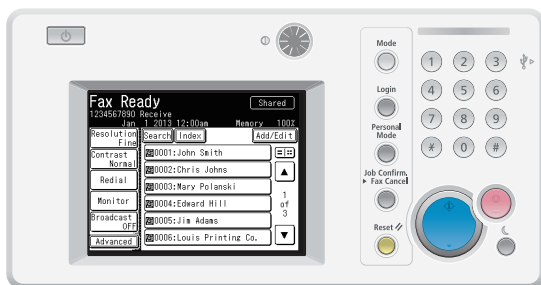 Fax Ready
Shared
1234567890 Receive
Jan 1 2013 12:00am Memory 100%
Resolution
Fine
Search Index Add/Edit
Contrast
Normal
Redial
Monitor
Broadcast
OFF
Advanced
0001:John Smith
0002:Chris Johns
0003:Mary Polanski
0004:Edward Hill
0005:Jim Adams
0006:Louis Printing Co.
1
of
3
Mode
Login
Personal
Mode
Job Confirm.
▶ Fax Cancel
Reset
1 2 3
4 5 6
7 8 9
* 0 #